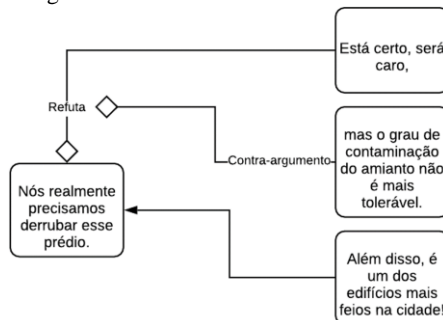 Está certo, será
caro,
Refuta
mas o grau de
contaminação
do amianto não
é mais
tolerável.
Contra-argumento
Nós realmente
precisamos
derrubar esse
prédio.
Além disso, é
um dos
edifícios mais
feios na cidade!